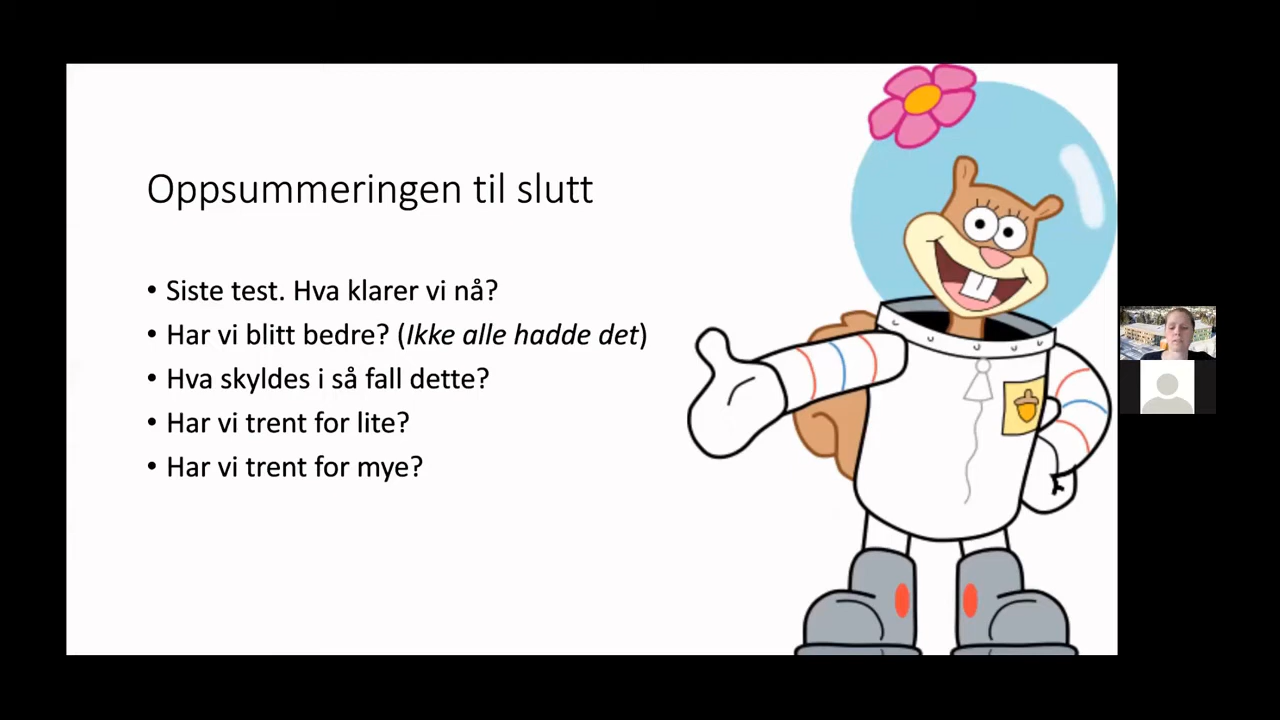 Oppsummeringen til slutt
• Siste test. Hva klarer vi nå?
• Har vi blitt bedre? (Ikke alle hadde det)
• Hva skyldes i så fall dette?
• Har vi trent for lite?
• Har vi trent for mye?